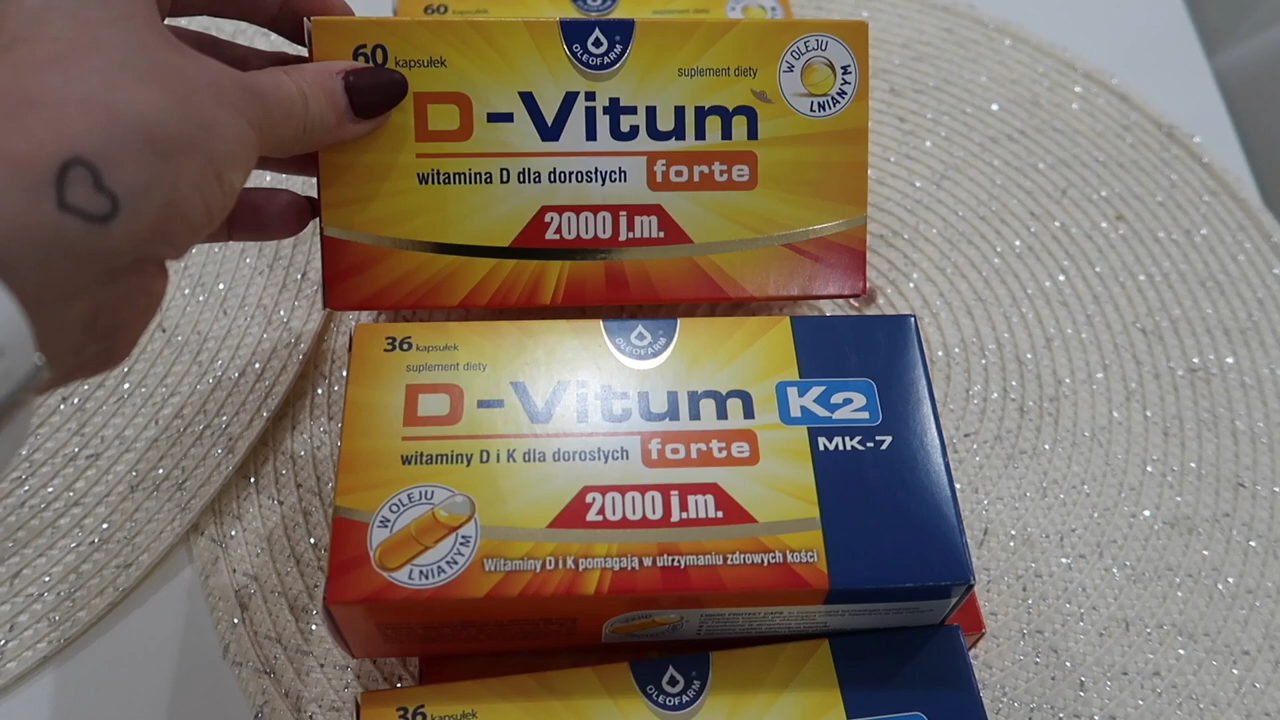 60 kapsułek
suplement diety
60 kapsułek
OLEOFARM
suplement diety
W OLEJU LNIANYM
D-Vitum
witamina D dla dorosłych forte
2000 j.m.
36 kapsułek
OLEOFARM
suplement diety
D-Vitum K2
MK-7
witaminy D i K dla dorosłych forte
2000 j.m.
W OLEJU LNIANYM
Witaminy D i K pomagają w utrzymaniu zdrowych kości
OLEOFARM
36 kapsułek